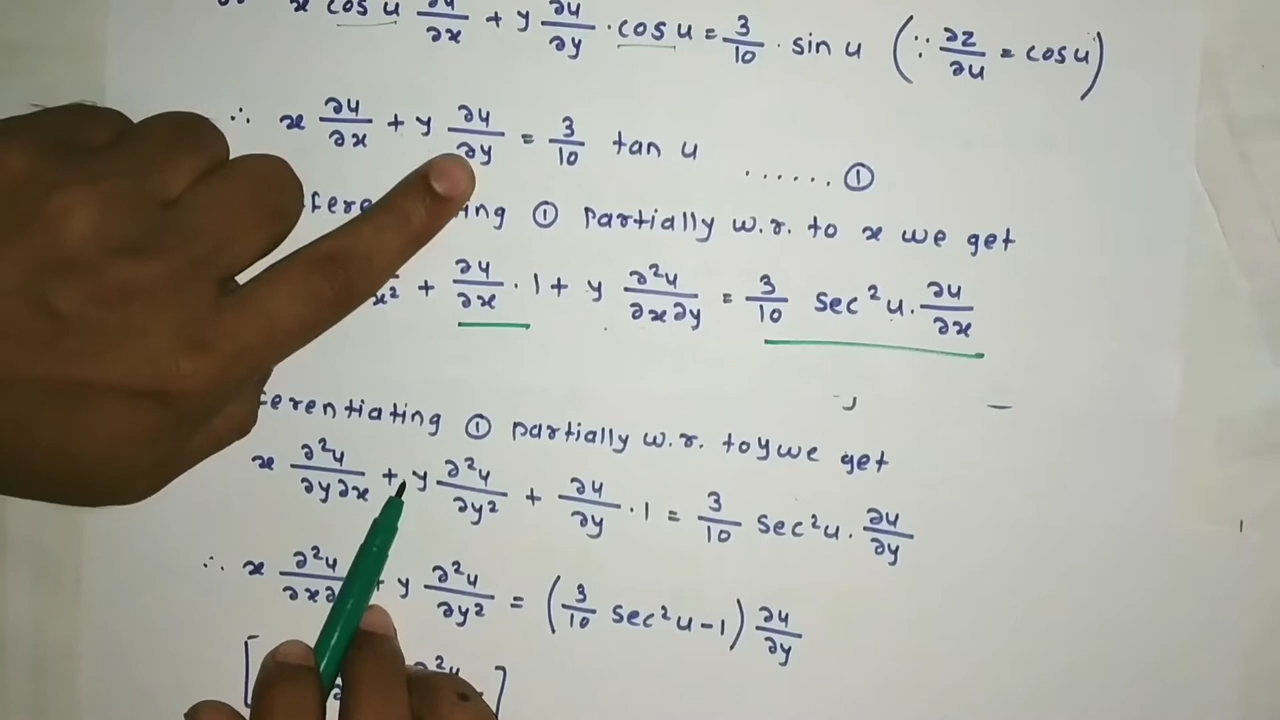 x cos u ∂u/∂x + y ∂u/∂y · cos u = 3/10 · sin u (∵ ∂z/∂u = cos u)
∴ x ∂u/∂x + y ∂u/∂y = 3/10 tan u ...... ①
① partially w.r. to x we get
+ ∂u/∂x · 1 + y ∂²u/∂x∂y = 3/10 sec²u · ∂u/∂x
ferentiating ① partially w.r. to y we get
x ∂²u/∂y∂x + y ∂²u/∂y² + ∂u/∂y · 1 = 3/10 sec²u · ∂u/∂y
∴ x ∂²u/∂x∂ + y ∂²u/∂y² = (3/10 sec²u - 1) ∂u/∂y